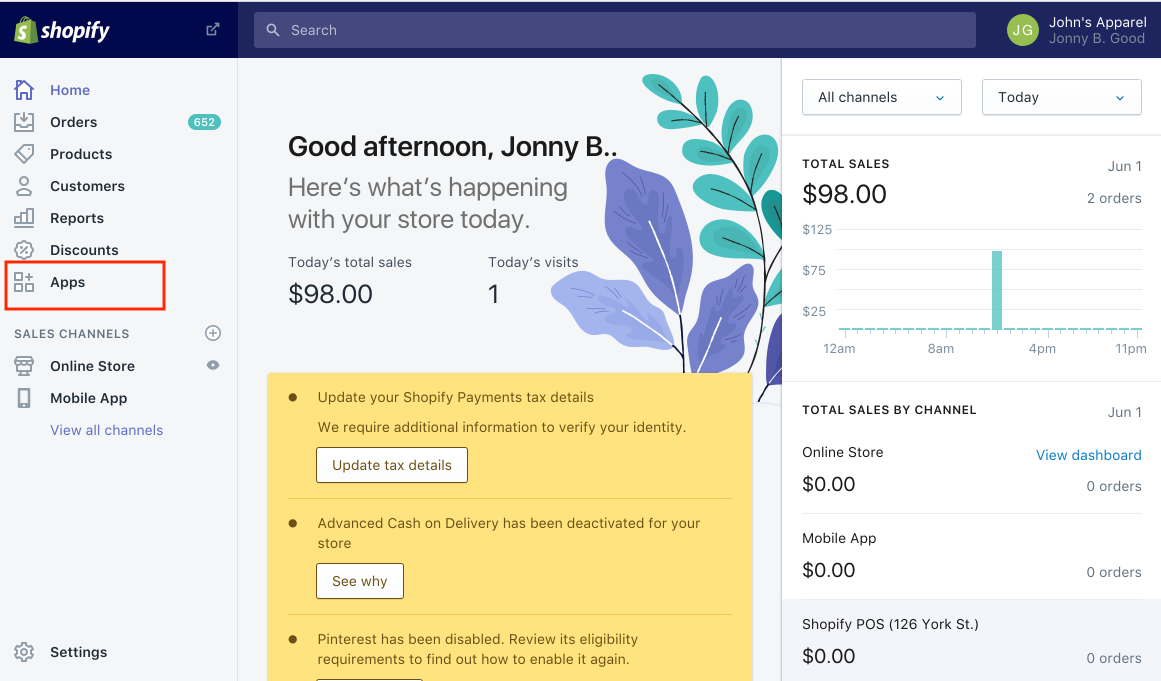 shopify
Search
JG
John's Apparel
Jonny B. Good
Home
Orders 652
Products
Customers
Reports
Discounts
Apps
SALES CHANNELS
Online Store
Mobile App
View all channels
Settings
Good afternoon, Jonny B..
Here's what's happening
with your store today.
Today's total sales
$98.00
Today's visits
1
Update your Shopify Payments tax details
We require additional information to verify your identity.
Update tax details
Advanced Cash on Delivery has been deactivated for your
store
See why
Pinterest has been disabled. Review its eligibility
requirements to find out how to enable it again.
All channels
Today
TOTAL SALES Jun 1
$98.00 2 orders
$125
$75
$25
12am 8am 4pm 11pm
TOTAL SALES BY CHANNEL Jun 1
Online Store View dashboard
$0.00 0 orders
Mobile App
$0.00 0 orders
Shopify POS (126 York St.)
$0.00 0 orders